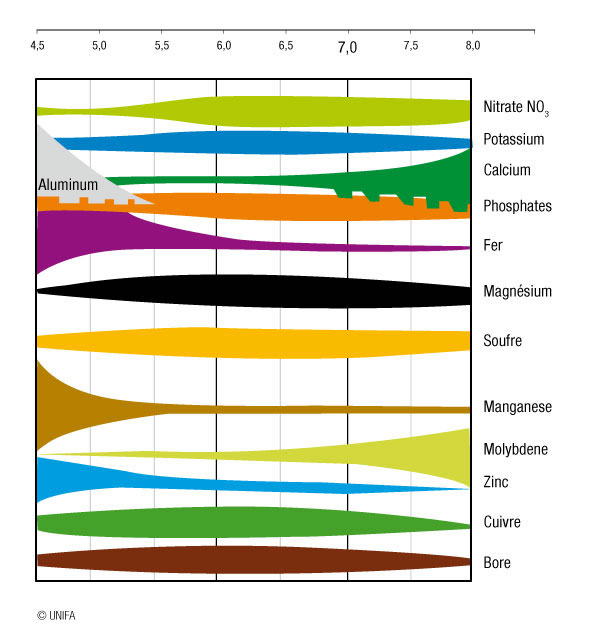 4,5 5,0 5,5 6,0 6,5 7,0 7,5 8,0
Nitrate NO3
Potassium
Calcium
Aluminum
Phosphates
Fer
Magnésium
Soufre
Manganese
Molybdene
Zinc
Cuivre
Bore
© UNIFA